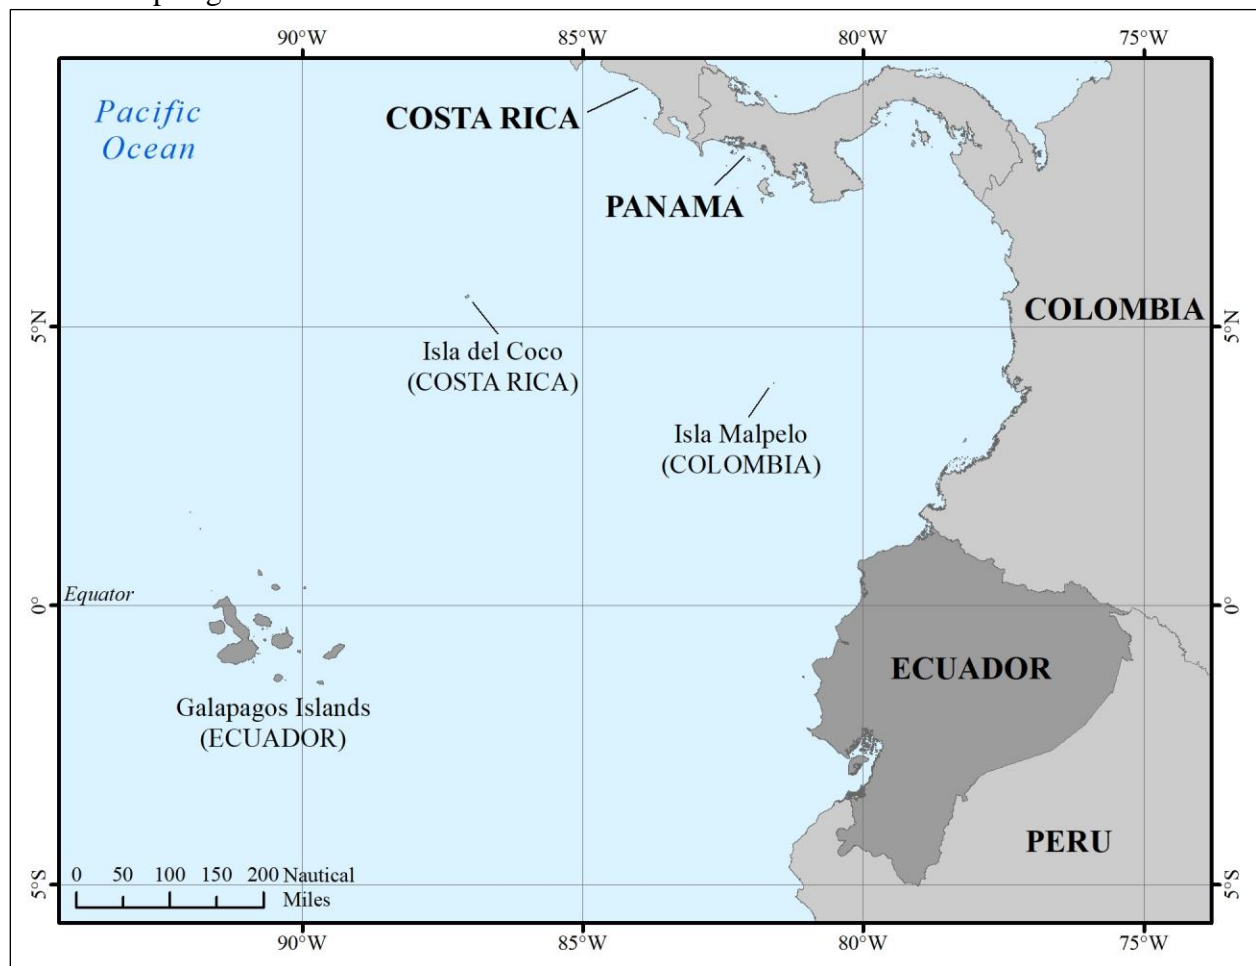 90°W 85°W 80°W 75°W
Pacific
Ocean
COSTA RICA
PANAMA
COLOMBIA
5°N
5°N
Isla del Coco
(COSTA RICA)
Isla Malpelo
(COLOMBIA)
Equator
0°
0°
ECUADOR
Galapagos Islands
(ECUADOR)
PERU
0 50 100 150 200 Nautical
Miles
5°S
5°S
90°W 85°W 80°W 75°W